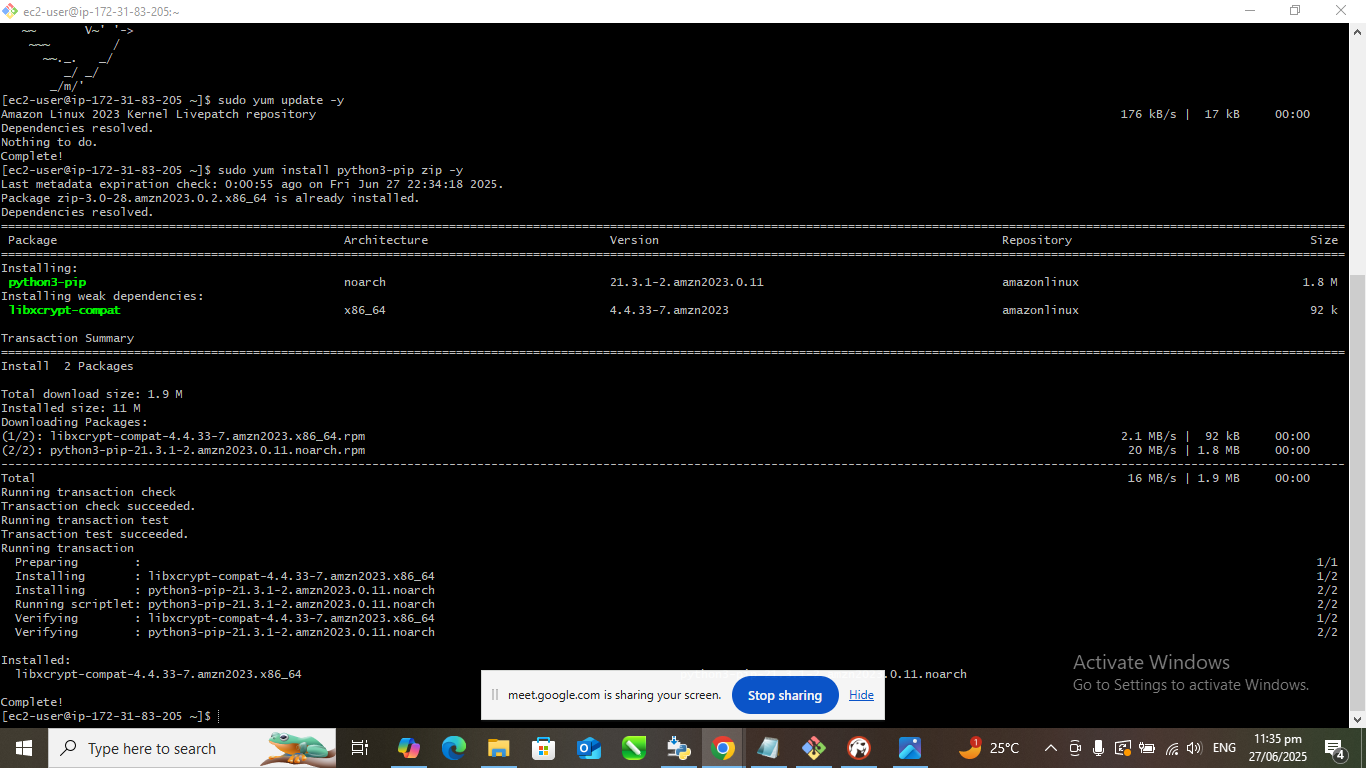 ec2-user@ip-172-31-83-205:~
~~ V~' '->
~~~ /
~~._. _/
_/ _/
_/m/'
[ec2-user@ip-172-31-83-205 ~]$ sudo yum update -y
Amazon Linux 2023 Kernel Livepatch repository 176 kB/s | 17 kB 00:00
Dependencies resolved.
Nothing to do.
Complete!
[ec2-user@ip-172-31-83-205 ~]$ sudo yum install python3-pip zip -y
Last metadata expiration check: 0:00:55 ago on Fri Jun 27 22:34:18 2025.
Package zip-3.0-28.amzn2023.0.2.x86_64 is already installed.
Dependencies resolved.
Package Architecture Version Repository Size
Installing:
python3-pip noarch 21.3.1-2.amzn2023.0.11 amazonlinux 1.8 M
Installing weak dependencies:
libxcrypt-compat x86_64 4.4.33-7.amzn2023 amazonlinux 92 k
Transaction Summary
Install 2 Packages
Total download size: 1.9 M
Installed size: 11 M
Downloading Packages:
(1/2): libxcrypt-compat-4.4.33-7.amzn2023.x86_64.rpm 2.1 MB/s | 92 kB 00:00
(2/2): python3-pip-21.3.1-2.amzn2023.0.11.noarch.rpm 20 MB/s | 1.8 MB 00:00
Total 16 MB/s | 1.9 MB 00:00
Running transaction check
Transaction check succeeded.
Running transaction test
Transaction test succeeded.
Running transaction
Preparing : 1/1
Installing : libxcrypt-compat-4.4.33-7.amzn2023.x86_64 1/2
Installing : python3-pip-21.3.1-2.amzn2023.0.11.noarch 2/2
Running scriptlet: python3-pip-21.3.1-2.amzn2023.0.11.noarch 2/2
Verifying : libxcrypt-compat-4.4.33-7.amzn2023.x86_64 1/2
Verifying : python3-pip-21.3.1-2.amzn2023.0.11.noarch 2/2
Installed:
libxcrypt-compat-4.4.33-7.amzn2023.x86_64 .0.11.noarch
Complete!
[ec2-user@ip-172-31-83-205 ~]$
meet.google.com is sharing your screen. Stop sharing Hide
Activate Windows
Go to Settings to activate Windows.
Type here to search
1
25°C
ENG
11:35 pm
27/06/2025
4